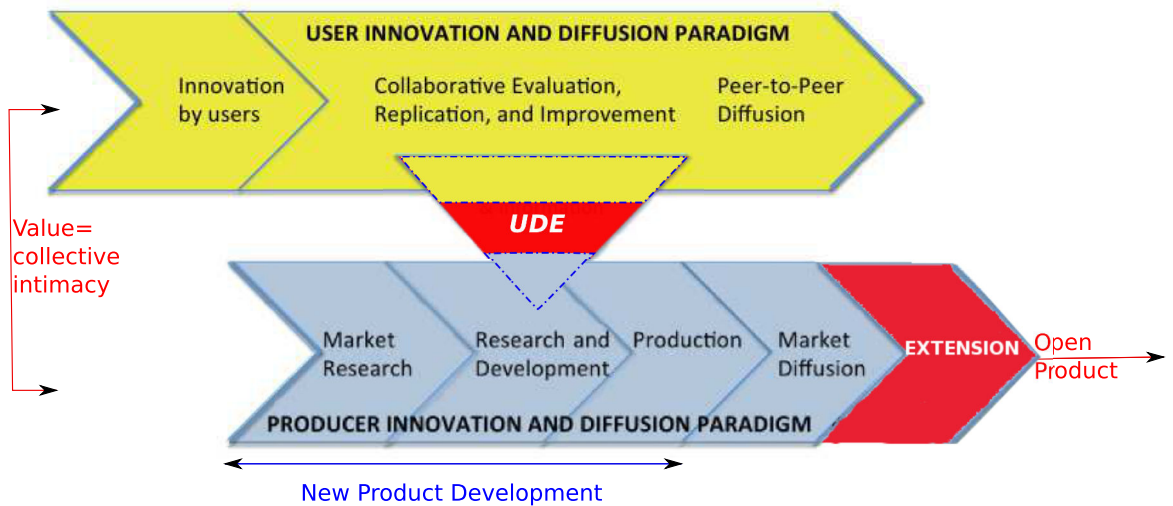 USER INNOVATION AND DIFFUSION PARADIGM
Innovation
by users
Collaborative Evaluation,
Replication, and Improvement
Peer-to-Peer
Diffusion
UDE
Value=
collective
intimacy
Market
Research
Research and
Development
Production
Market
Diffusion
EXTENSION
Open
Product
PRODUCER INNOVATION AND DIFFUSION PARADIGM
New Product Development